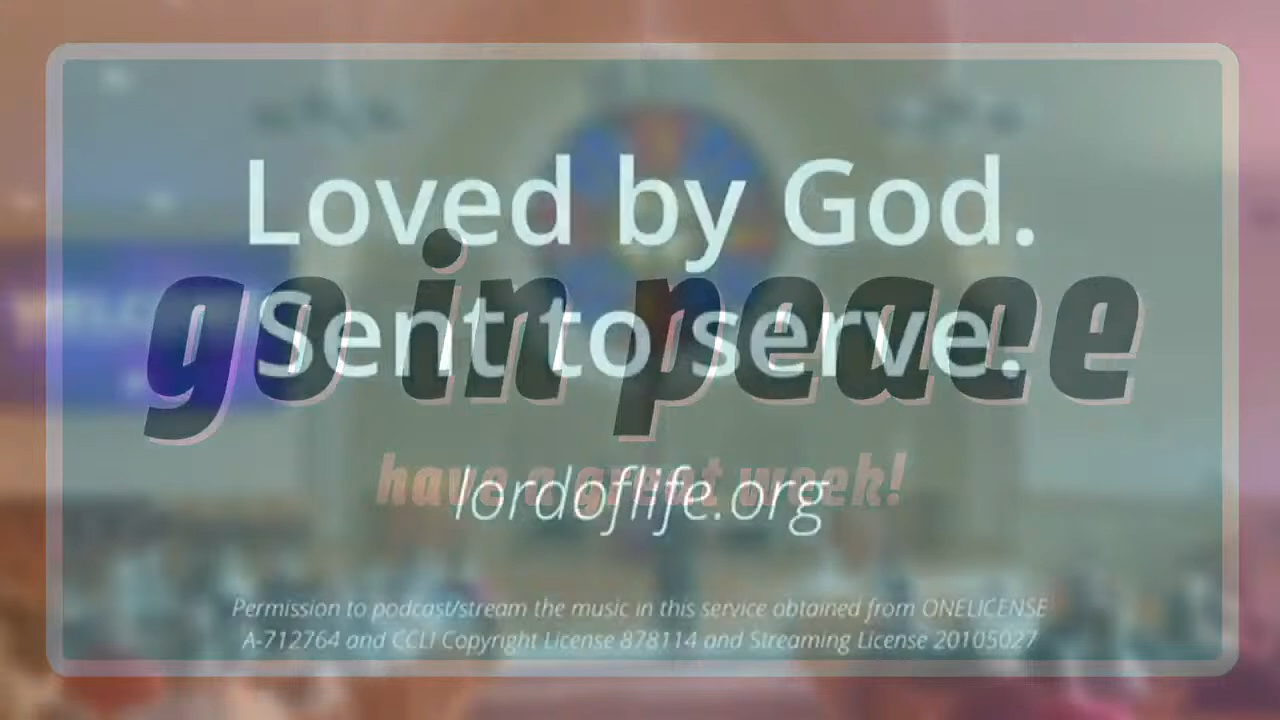 Loved by God.
go in peace
Sent to serve.
have a great week!
lordoflife.org
Permission to podcast/stream the music in this service obtained from ONELICENSE
A-712764 and CCLI Copyright License 878114 and Streaming License 20105027